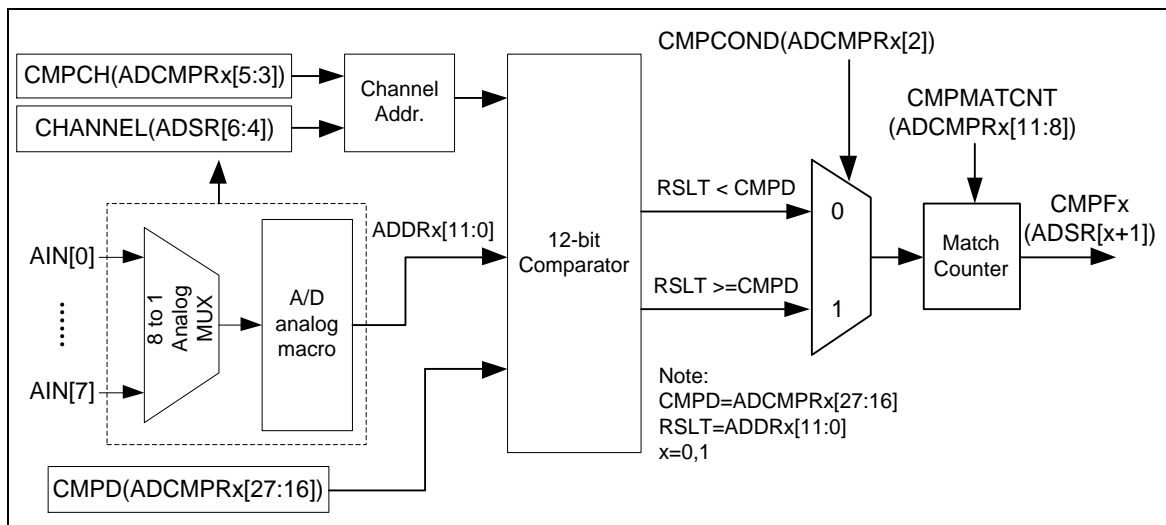 CMPCH(ADCMPRx[5:3])
CHANNEL(ADSR[6:4])
Channel
Addr.
AIN[0]
......
AIN[7]
8 to 1
Analog
MUX
A/D
analog
macro
ADDRx[11:0]
CMPD(ADCMPRx[27:16])
12-bit
Comparator
CMPCOND(ADCMPRx[2])
RSLT < CMPD
RSLT >=CMPD
0
1
CMPMATCNT
(ADCMPRx[11:8])
Match
Counter
CMPFx
(ADSR[x+1])
Note:
CMPD=ADCMPRx[27:16]
RSLT=ADDRx[11:0]
x=0,1